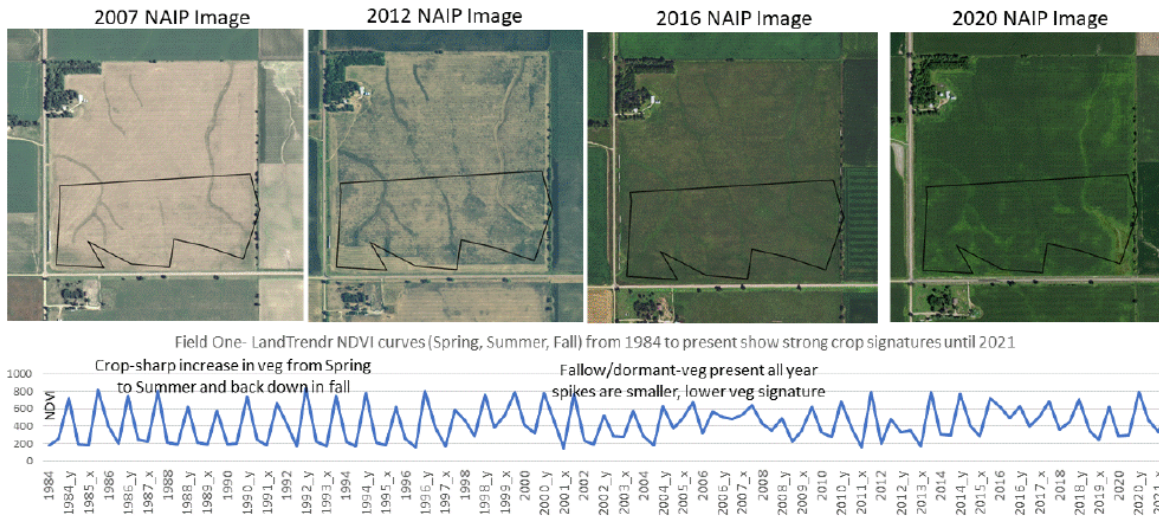 2007 NAIP Image
2012 NAIP Image
2016 NAIP Image
2020 NAIP Image
Field One- LandTrendr NDVI curves (Spring, Summer, Fall) from 1984 to present show strong crop signatures until 2021
Crop-sharp increase in veg from Spring
to Summer and back down in fall
Fallow/dormant-veg present all year
spikes are smaller, lower veg signature
NDVI
1000
800
600
400
200
0
1984
1984_y
1985_x
1986
1986_y
1987_x
1988
1988_y
1989_x
1990
1990_y
1991_x
1992
1992_y
1993_x
1994
1994_y
1995_x
1996
1996_y
1997_x
1998
1998_y
1999_x
2000
2000_y
2001_x
2002
2002_y
2003_x
2004
2004_y
2005_x
2006
2006_y
2007_x
2008
2008_y
2009_x
2010
2010_y
2011_x
2012
2012_y
2013_x
2014
2014_y
2015_x
2016
2016_y
2017_x
2018
2018_y
2019_x
2020
2020_y
2021_x